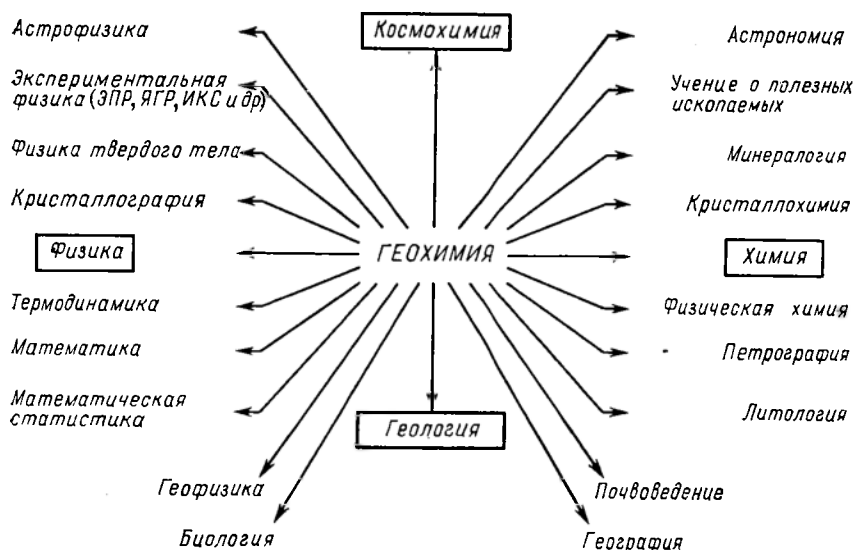 Астрофизика
Космохимия
Астрономия
Экспериментальная
физика (ЭПР, ЯГР, ИКС и др)
Учение о полезных
ископаемых
Физика твердого тела
Минералогия
Кристаллография
Кристаллохимия
Физика
ГЕОХИМИЯ
Химия
Термодинамика
Физическая химия
Математика
Петрография
Математическая
статистика
Геология
Литология
Геофизика
Почвоведение
Биология
География